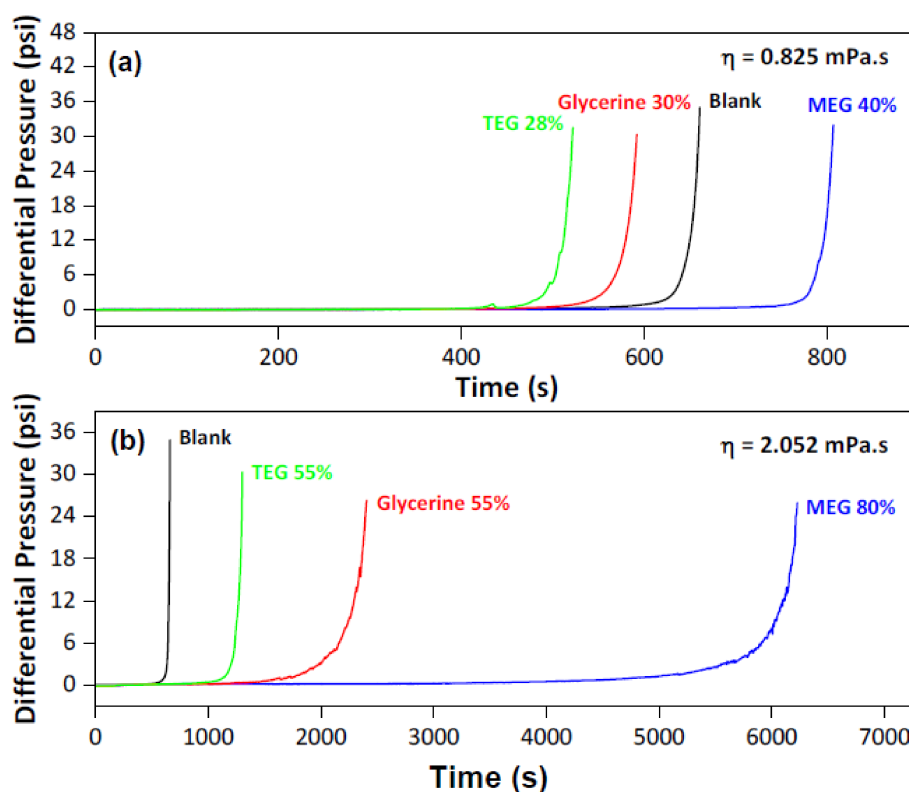 (a)
η = 0.825 mPa.s
Differential Pressure (psi)
48
42
36
30
24
18
12
6
0
TEG 28%
Glycerine 30%
Blank
MEG 40%
0 200 400 600 800
Time (s)
(b)
η = 2.052 mPa.s
Differential Pressure (psi)
36
30
24
18
12
6
0
Blank
TEG 55%
Glycerine 55%
MEG 80%
0 1000 2000 3000 4000 5000 6000 7000
Time (s)